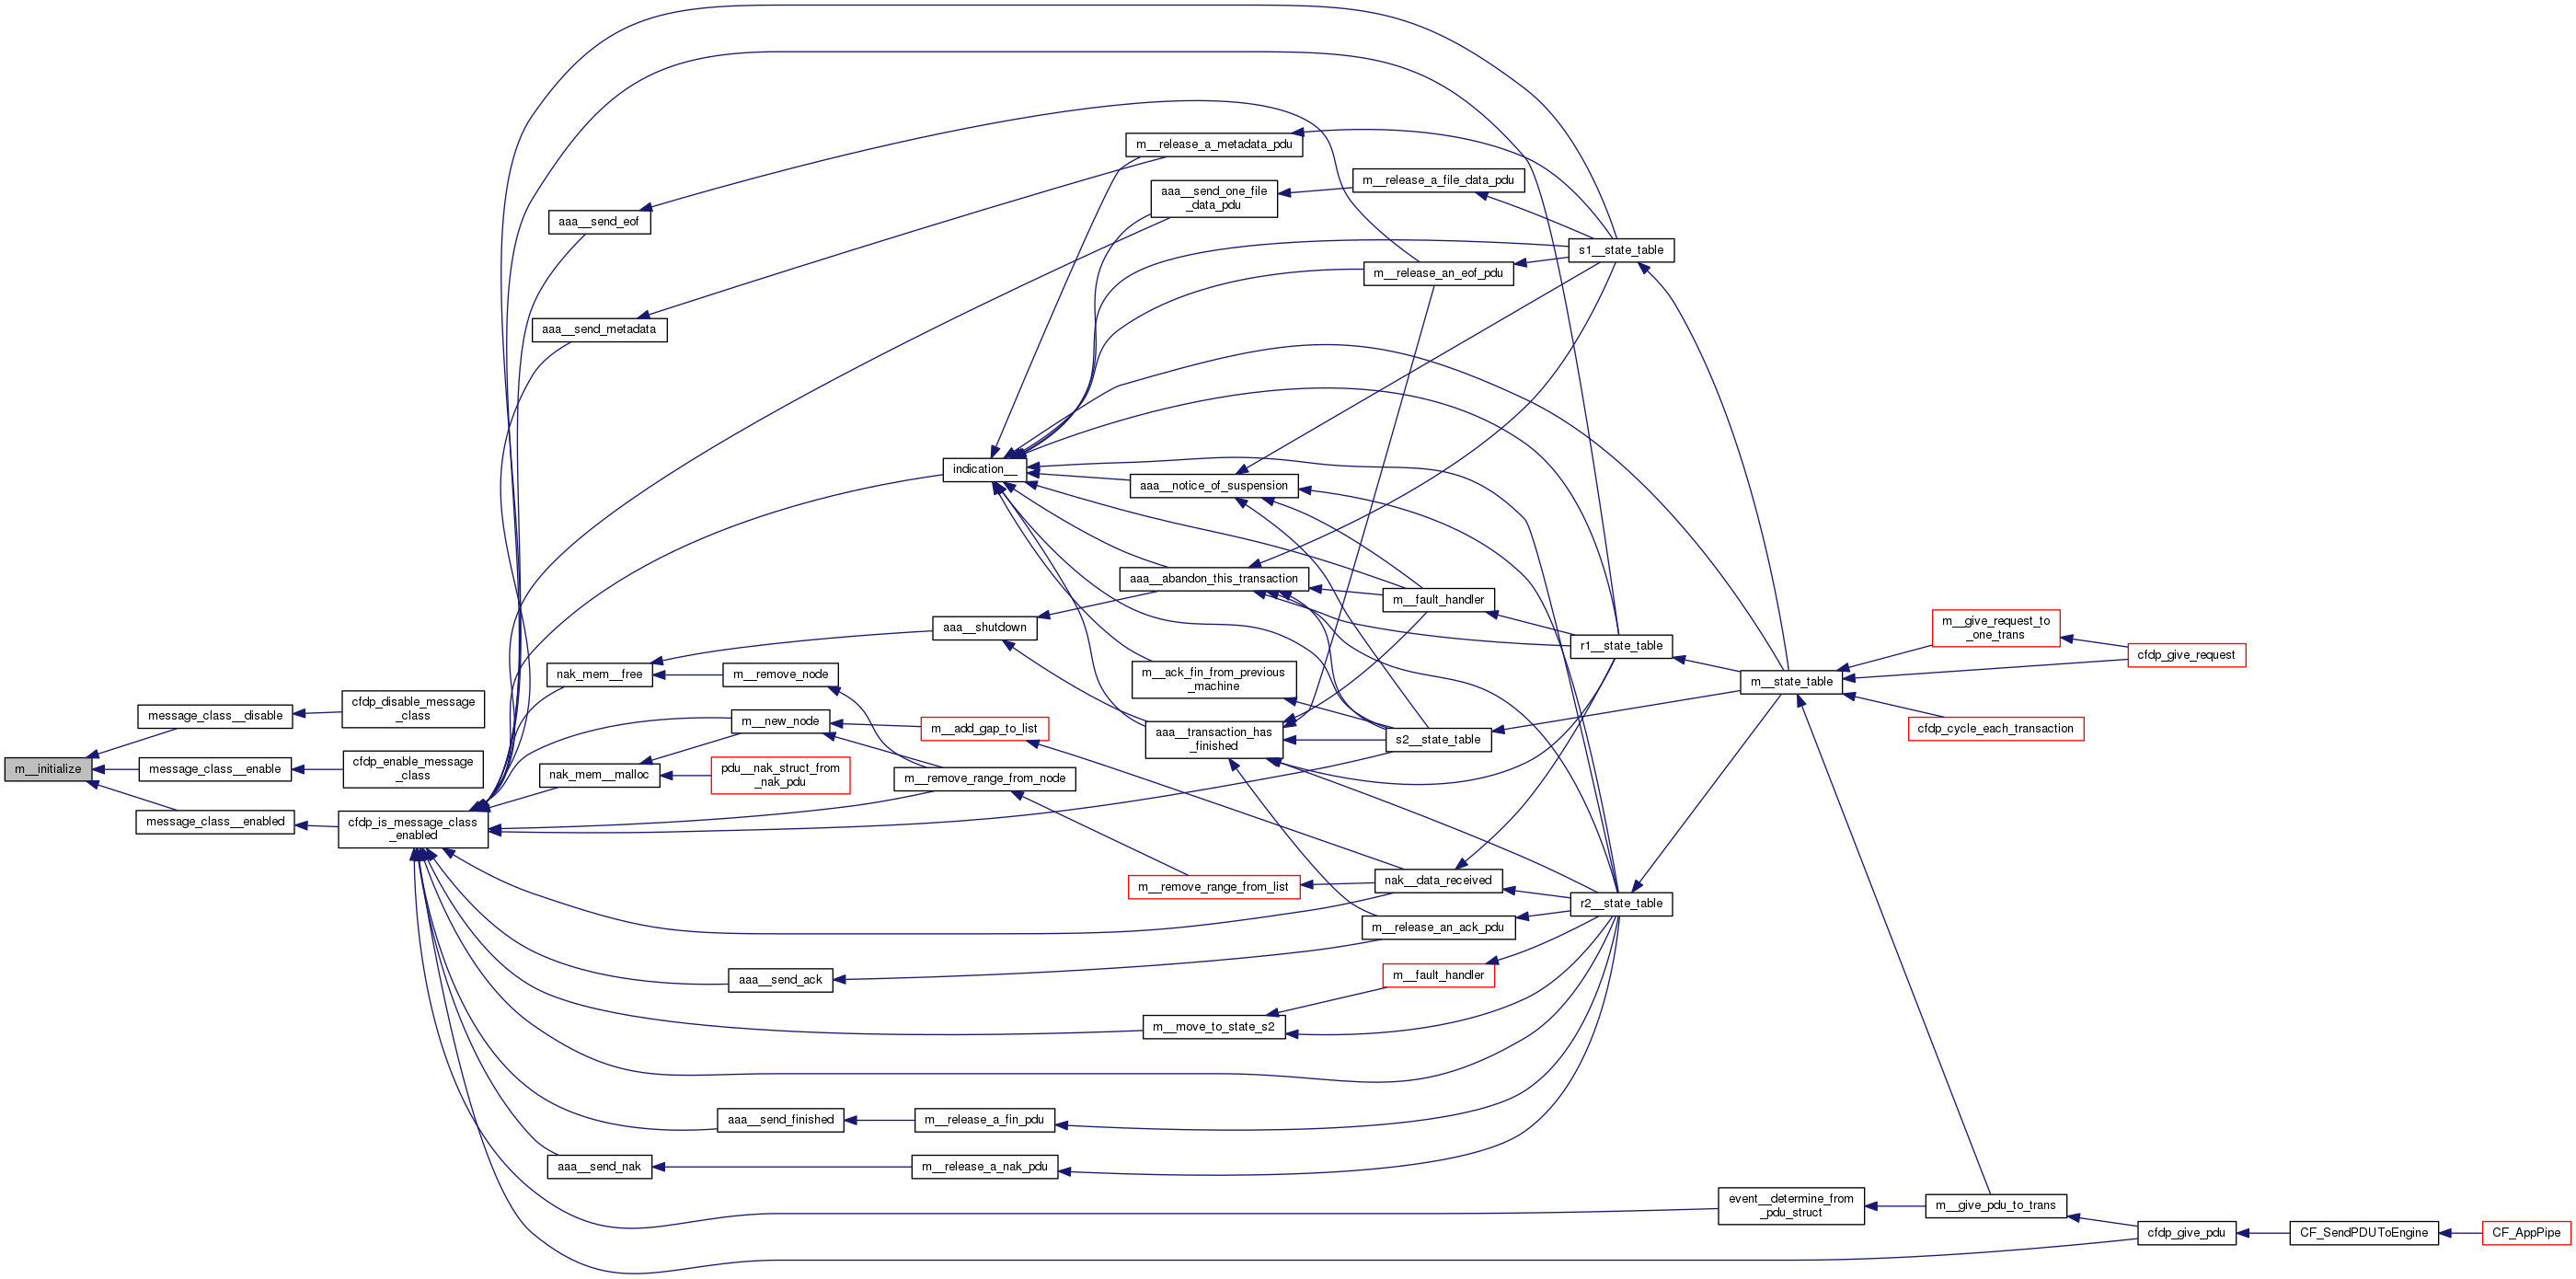 m__initialize
message_class__disable
message_class__enable
message_class__enabled
cfdp_disable_message
_class
cfdp_enable_message
_class
cfdp_is_message_class
_enabled
aaa__send_eof
aaa__send_metadata
nak_mem__free
nak_mem__malloc
aaa__send_nak
m__remove_node
m__new_node
pdu__nak_struct_from
_nak_pdu
aaa__send_ack
aaa__send_finished
indication__
aaa__shutdown
m__add_gap_to_list
m__remove_range_from_node
m__release_a_fin_pdu
m__release_a_nak_pdu
m__release_a_metadata_pdu
aaa__send_one_file
_data_pdu
aaa__notice_of_suspension
aaa__abandon_this_transaction
m__ack_fin_from_previous
_machine
aaa__transaction_has
_finished
m__remove_range_from_list
m__move_to_state_s2
m__release_a_file_data_pdu
m__release_an_eof_pdu
m__fault_handler
s2__state_table
nak__data_received
m__release_an_ack_pdu
m__fault_handler
s1__state_table
r1__state_table
r2__state_table
m__state_table
event__determine_from
_pdu_struct
m__give_request_to
_one_trans
cfdp_cycle_each_transaction
m__give_pdu_to_trans
cfdp_give_request
cfdp_give_pdu
CF_SendPDUToEngine
CF_AppPipe